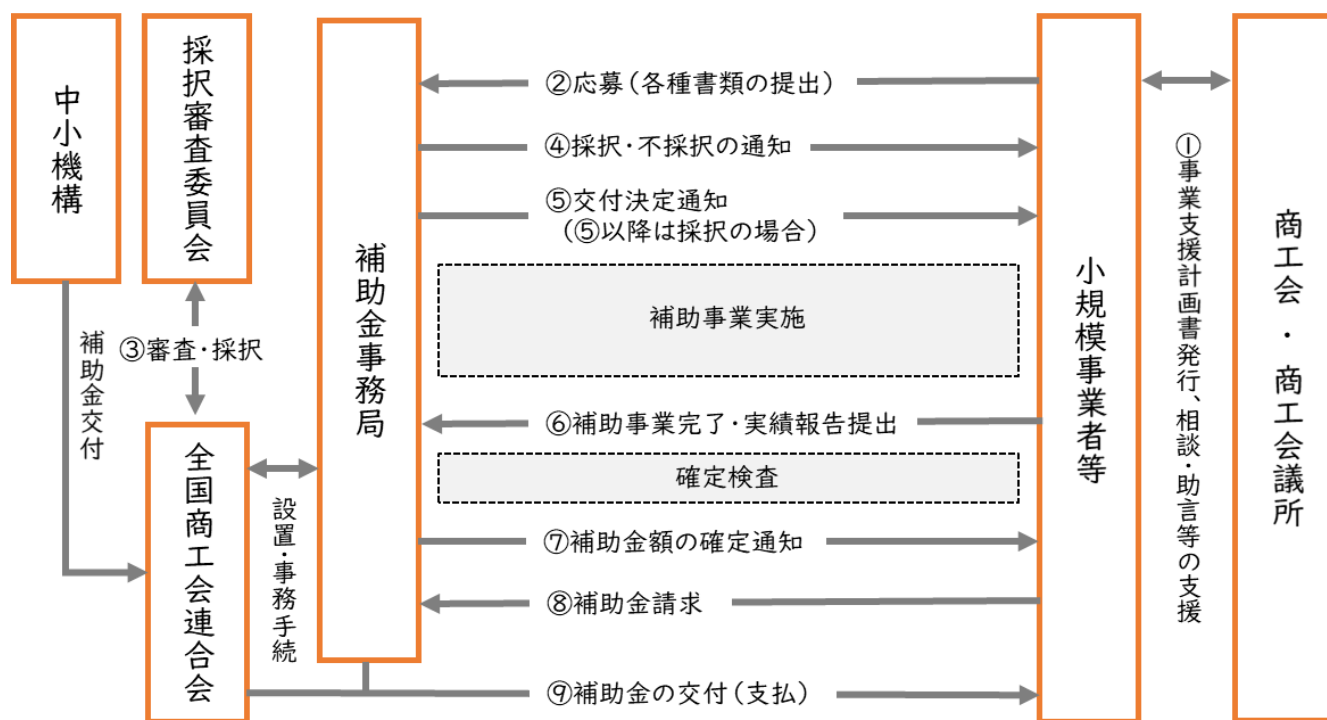 中小機構
採択審査委員会
補助金事務局
小規模事業者等
商工会・商工会議所
全国商工会連合会
補助金交付
③審査・採択
設置・事務手続
①事業支援計画書発行、相談・助言等の支援
②応募(各種書類の提出)
④採択・不採択の通知
⑤交付決定通知
(⑤以降は採択の場合)
補助事業実施
⑥補助事業完了・実績報告提出
確定検査
⑦補助金額の確定通知
⑧補助金請求
⑨補助金の交付(支払)